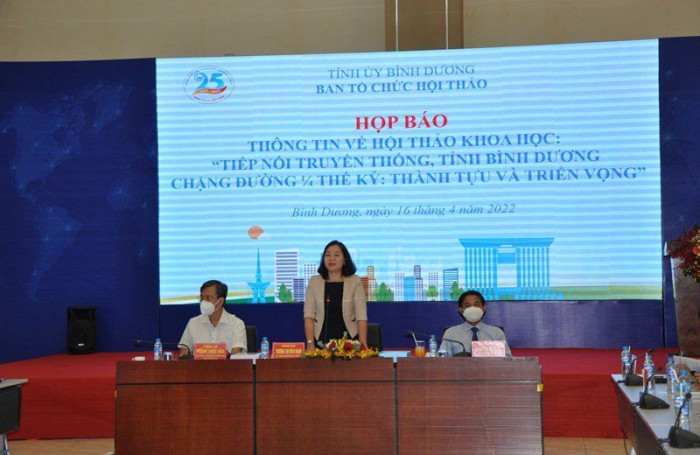 25
TỈNH ỦY BÌNH DƯƠNG
BAN TỔ CHỨC HỘI THẢO
HỌP BÁO
THÔNG TIN VỀ HỘI THẢO KHOA HỌC:
"TIẾP NỐI TRUYỀN THỐNG, TỈNH BÌNH DƯƠNG
CHẶNG ĐƯỜNG ¼ THẾ KỶ: THÀNH TỰU VÀ TRIỂN VỌNG"
Bình Dương, ngày 16 tháng 4 năm 2022